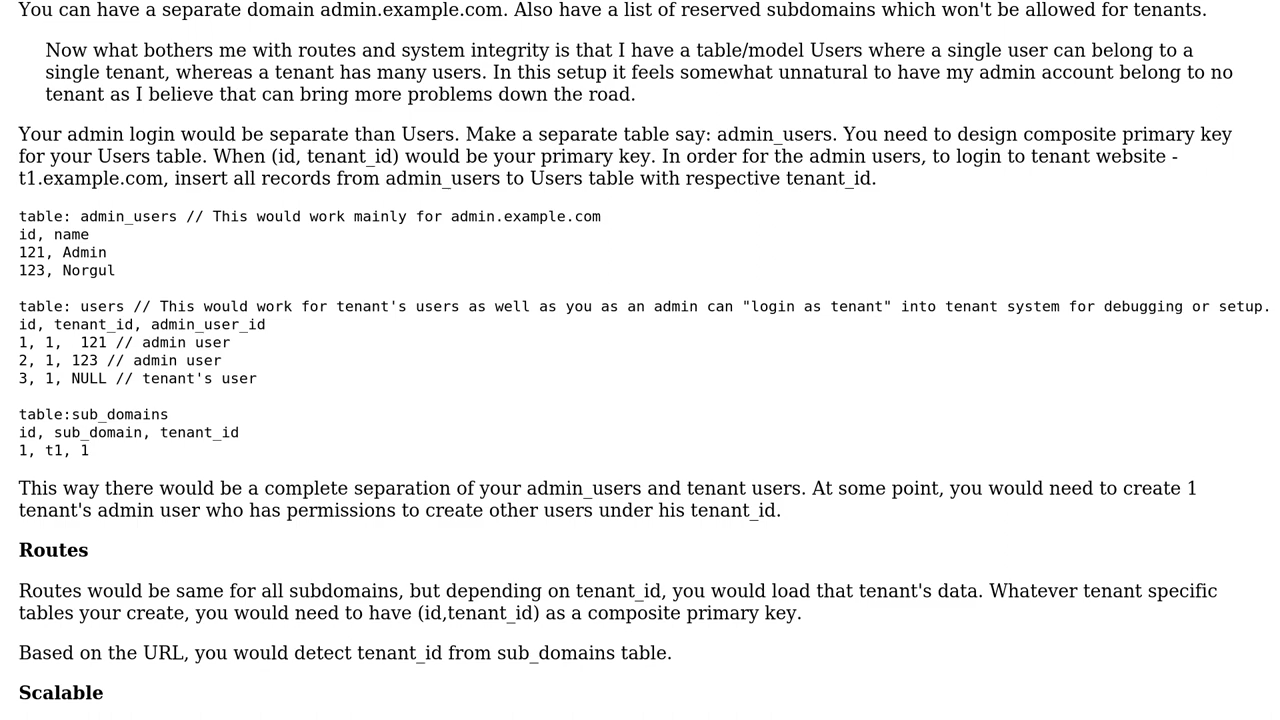 You can have a separate domain admin.example.com. Also have a list of reserved subdomains which won't be allowed for tenants.
Now what bothers me with routes and system integrity is that I have a table/model Users where a single user can belong to a
single tenant, whereas a tenant has many users. In this setup it feels somewhat unnatural to have my admin account belong to no
tenant as I believe that can bring more problems down the road.
Your admin login would be separate than Users. Make a separate table say: admin_users. You need to design composite primary key
for your Users table. When (id, tenant_id) would be your primary key. In order for the admin users, to login to tenant website -
t1.example.com, insert all records from admin_users to Users table with respective tenant_id.
table: admin_users // This would work mainly for admin.example.com
id, name
121, Admin
123, Norgul
table: users // This would work for tenant's users as well as you as an admin can "login as tenant" into tenant system for debugging or setup.
id, tenant_id, admin_user_id
1, 1,  121 // admin user
2, 1, 123 // admin user
3, 1, NULL // tenant's user
table:sub_domains
id, sub_domain, tenant_id
1, t1, 1
This way there would be a complete separation of your admin_users and tenant users. At some point, you would need to create 1
tenant's admin user who has permissions to create other users under his tenant_id.
Routes
Routes would be same for all subdomains, but depending on tenant_id, you would load that tenant's data. Whatever tenant specific
tables your create, you would need to have (id,tenant_id) as a composite primary key.
Based on the URL, you would detect tenant_id from sub_domains table.
Scalable